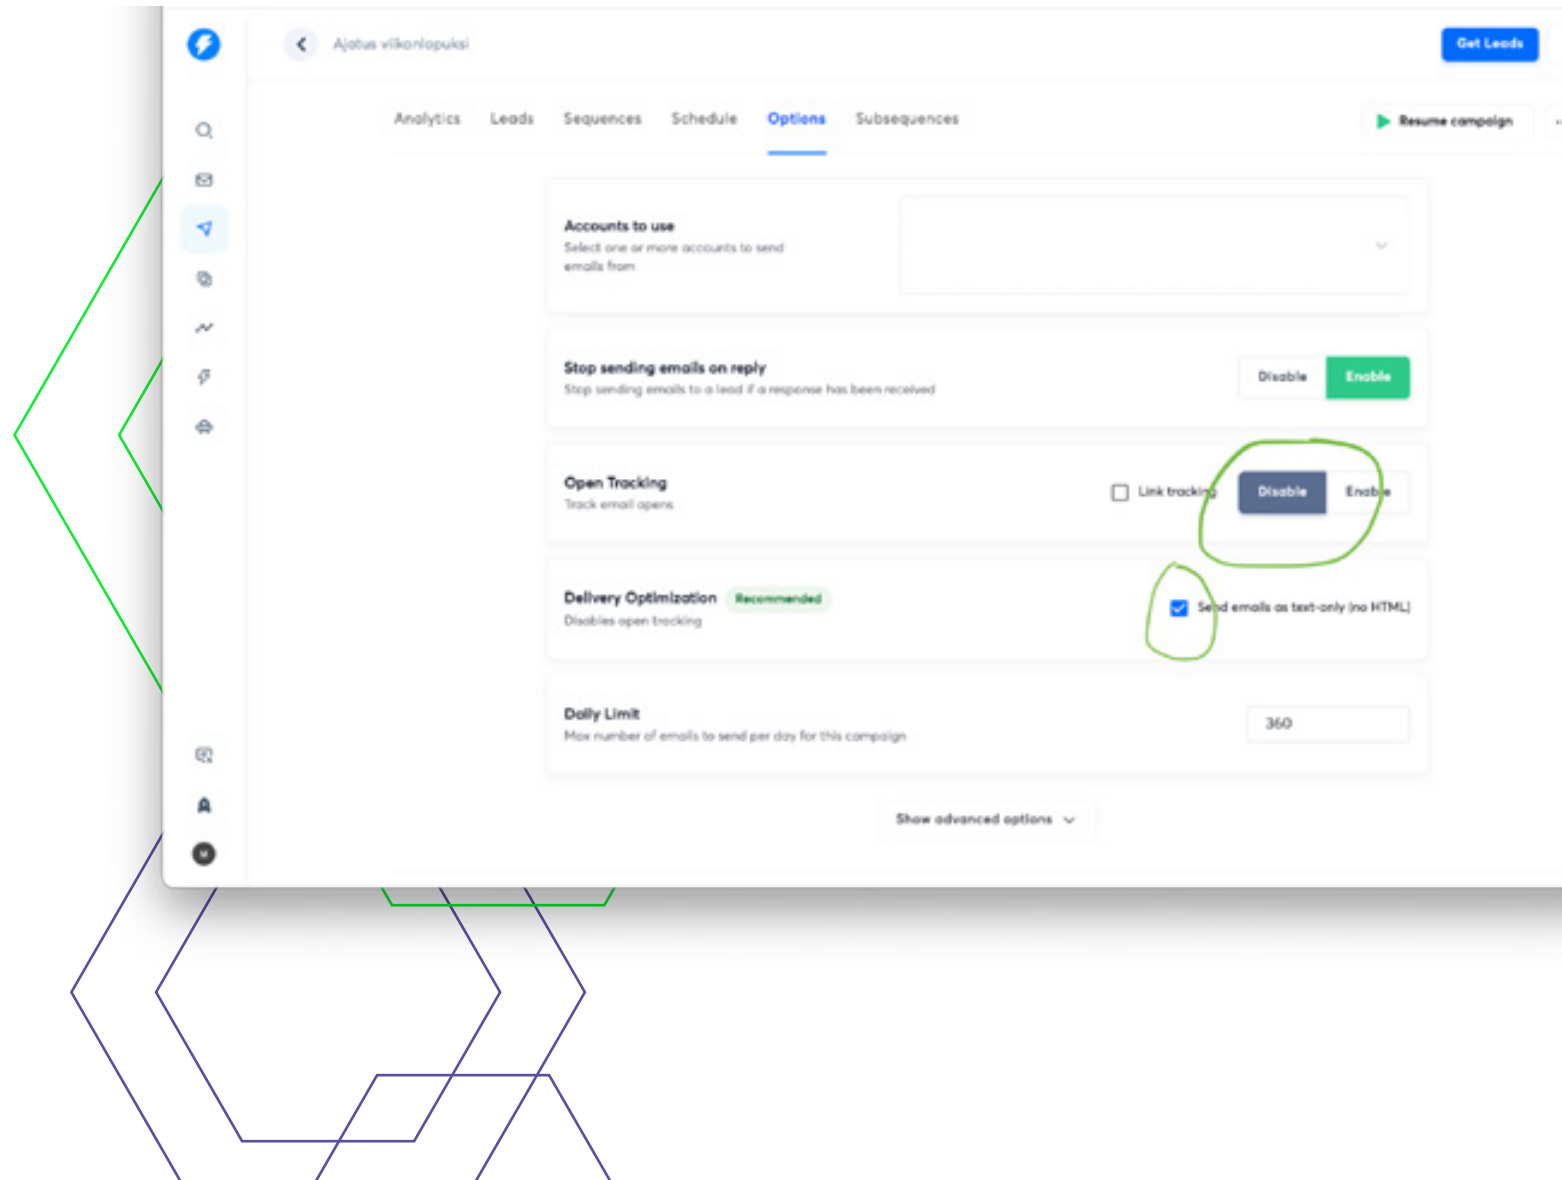 Ajatus viikonlopuksi
Get Leads
Analytics Leads Sequences Schedule Options Subsequences
Resume campaign
Accounts to use
Select one or more accounts to send
emails from
Stop sending emails on reply
Stop sending emails to a lead if a response has been received
Disable Enable
Open Tracking
Track email opens
Link tracking Disable Enable
Delivery Optimization Recommended
Disables open tracking
Send emails as text-only (no HTML)
Daily Limit
Max number of emails to send per day for this campaign
360
Show advanced options